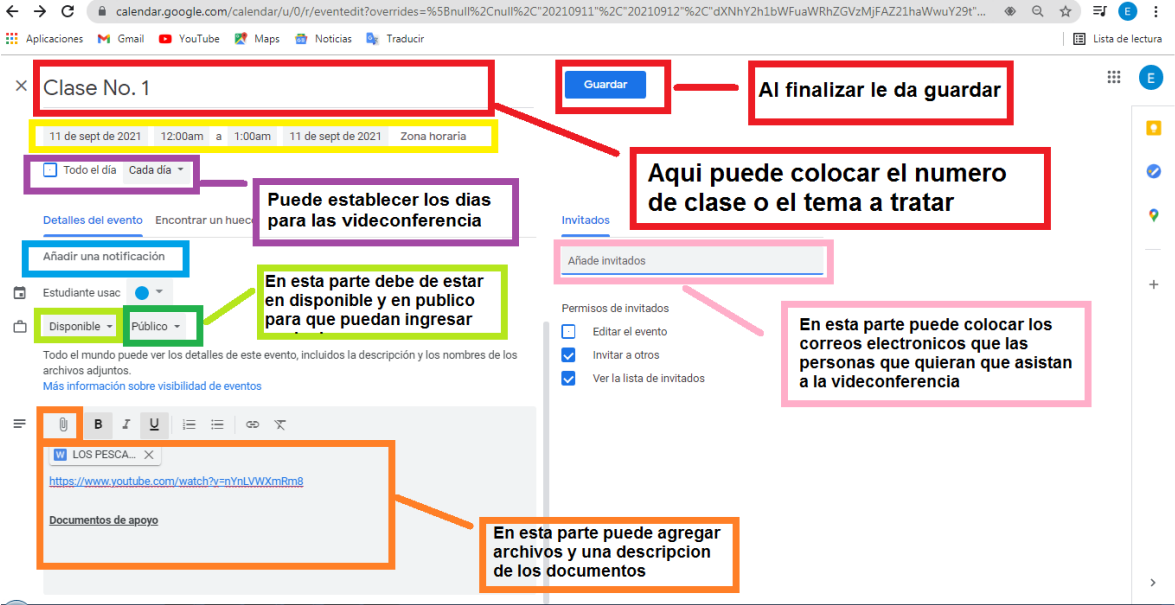 calendar.google.com/calendar/u/0/r/eventedit?overrides=%5Bnull%2Cnull%2C"20210911"%2C"20210912"%2C"dXNhY2h1bWFuaWRhZGVzMjFAZ21haWwuY29t"...
E
Aplicaciones Gmail YouTube Maps Noticias Traducir
Lista de lectura
Clase No. 1
Guardar
Al finalizar le da guardar
E
11 de sept de 2021 12:00am a 1:00am 11 de sept de 2021 Zona horaria
Todo el día Cada día
Aqui puede colocar el numero
de clase o el tema a tratar
Puede establecer los dias
para las videconferencia
Detalles del evento Encontrar un huec
Invitados
Añadir una notificación
Añade invitados
Estudiante usac
En esta parte debe de estar
en disponible y en publico
para que puedan ingresar
Disponible Público
Permisos de invitados
Editar el evento
Invitar a otros
Ver la lista de invitados
En esta parte puede colocar los
correos electronicos que las
personas que quieran que asistan
a la videconferencia
Todo el mundo puede ver los detalles de este evento, incluidos la descripción y los nombres de los
archivos adjuntos.
Más información sobre visibilidad de eventos
B I U
W LOS PESCA...
https://www.youtube.com/watch?v=nYnLVWXmRm8
Documentos de apoyo
En esta parte puede agregar
archivos y una descripcion
de los documentos